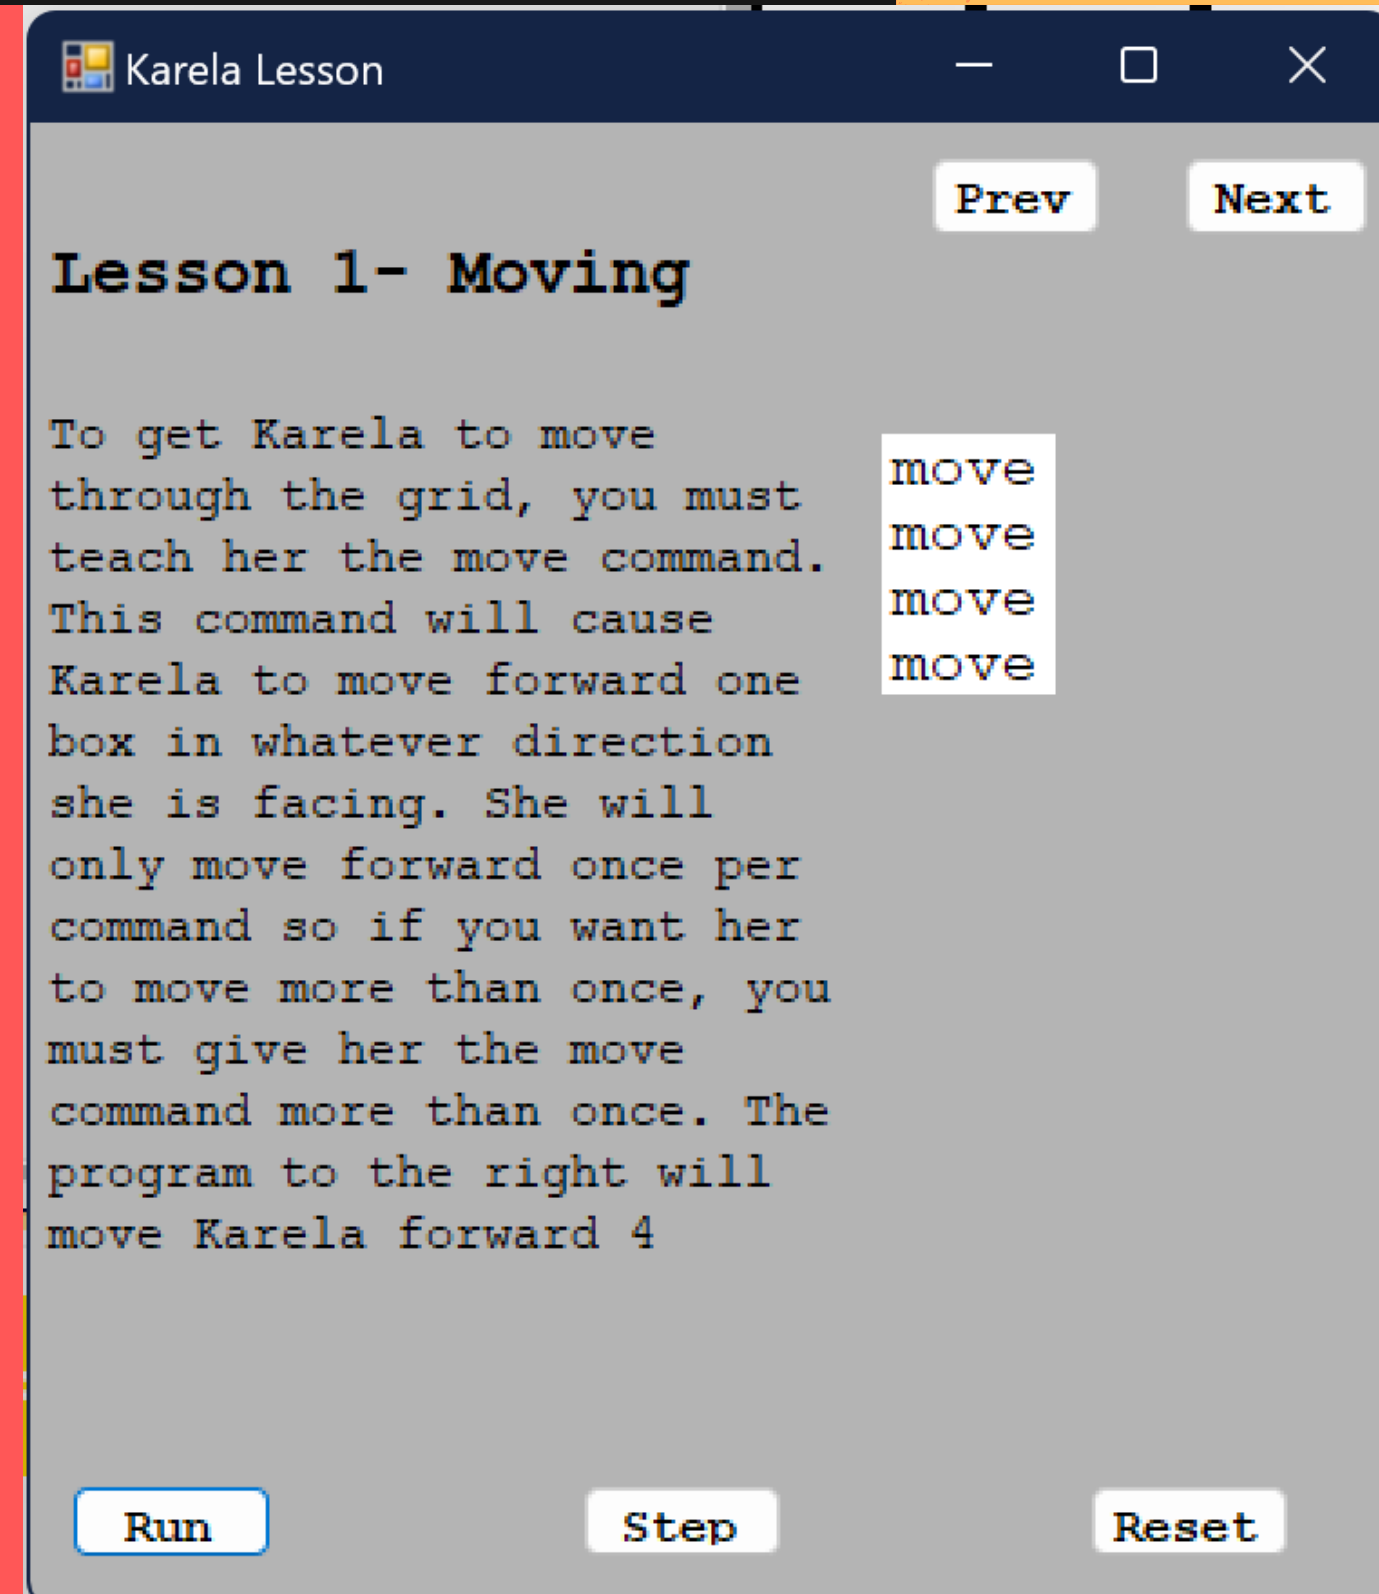 Karela Lesson
Prev Next
Lesson 1- Moving
To get Karela to move
through the grid, you must
teach her the move command.
This command will cause
Karela to move forward one
box in whatever direction
she is facing. She will
only move forward once per
command so if you want her
to move more than once, you
must give her the move
command more than once. The
program to the right will
move Karela forward 4
move
move
move
move
Run Step Reset